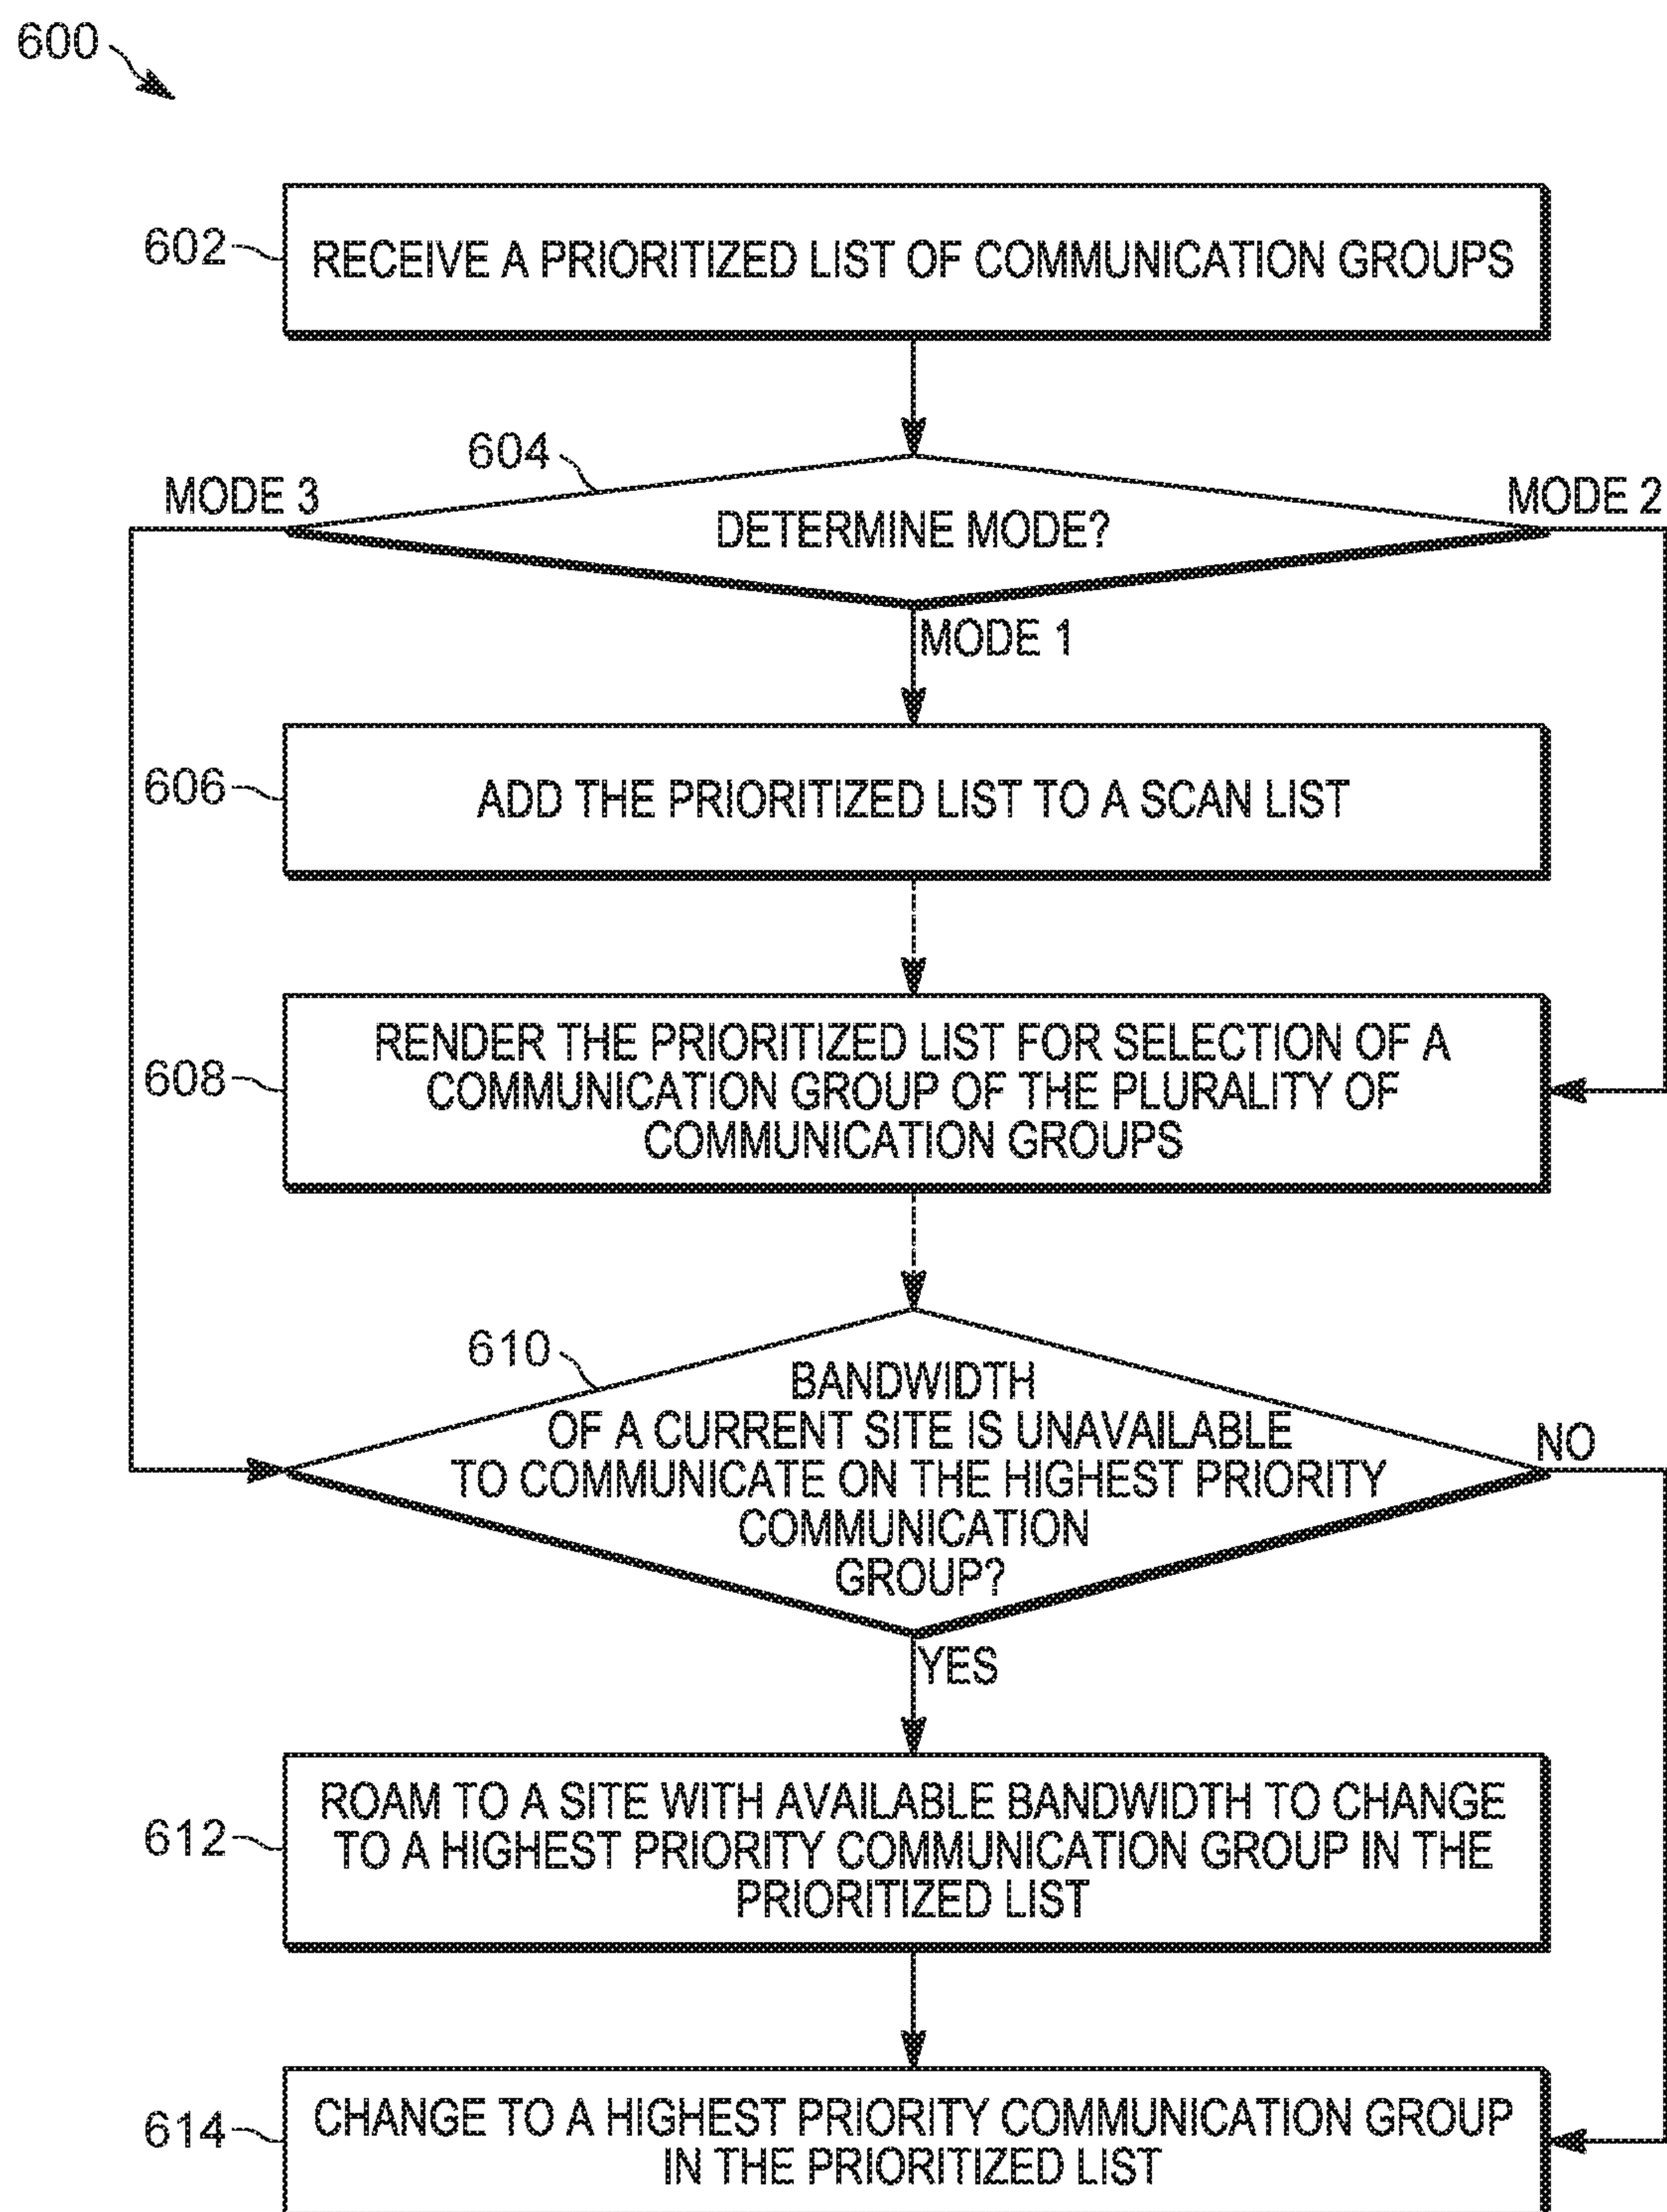 600
602
RECEIVE A PRIORITIZED LIST OF COMMUNICATION GROUPS
604
MODE 3
MODE 2
DETERMINE MODE?
MODE 1
606
ADD THE PRIORITIZED LIST TO A SCAN LIST
608
RENDER THE PRIORITIZED LIST FOR SELECTION OF A
COMMUNICATION GROUP OF THE PLURALITY OF
COMMUNICATION GROUPS
610
BANDWIDTH
OF A CURRENT SITE IS UNAVAILABLE
TO COMMUNICATE ON THE HIGHEST PRIORITY
COMMUNICATION
GROUP?
NO
YES
612
ROAM TO A SITE WITH AVAILABLE BANDWIDTH TO CHANGE
TO A HIGHEST PRIORITY COMMUNICATION GROUP IN THE
PRIORITIZED LIST
614
CHANGE TO A HIGHEST PRIORITY COMMUNICATION GROUP
IN THE PRIORITIZED LIST